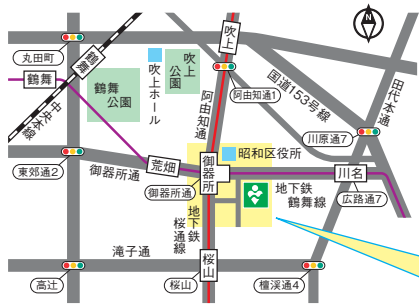 N
丸田町
鶴舞
鶴舞
中央本線
鶴舞
公園
吹上ホール
吹上
公園
吹上
阿由知通1
阿由知通
国道153号線
田代本通
川原通7
東郊通2
御器所通
荒畑
御器所
昭和区役所
御器所通
川名
広路通7
地下鉄
鶴舞線
地下鉄
桜通線
滝子通
高辻
桜山
桜山
檀渓通4